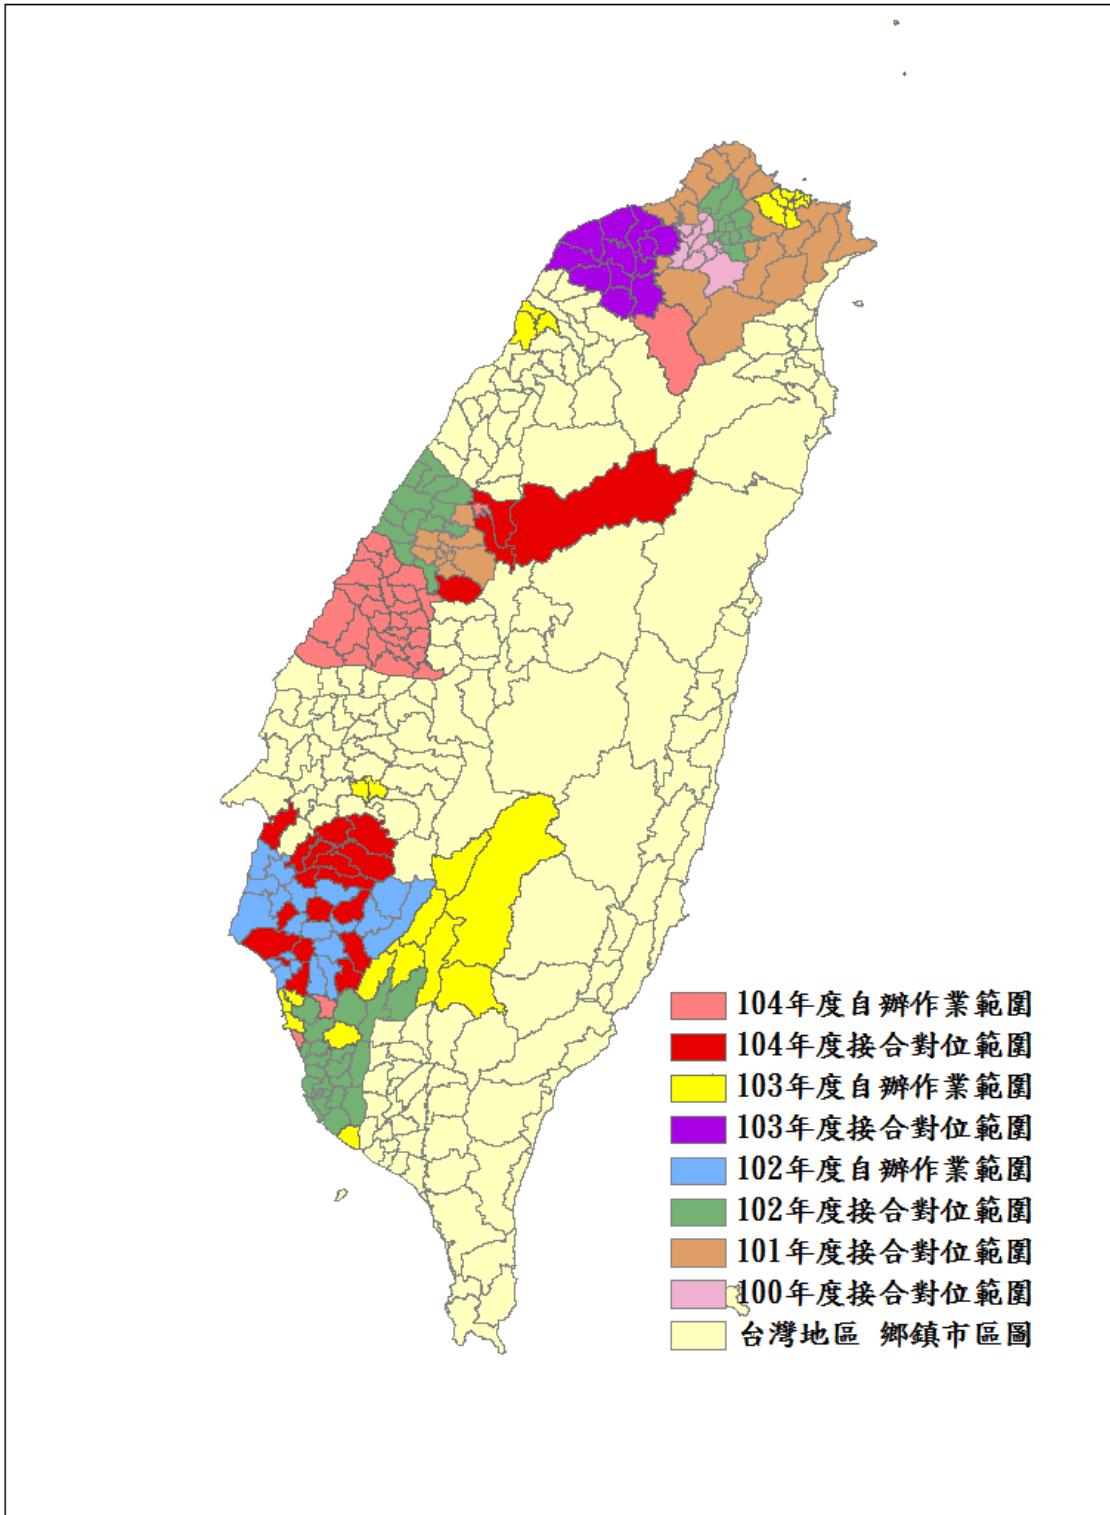 104年度自辦作業範圍
104年度接合對位範圍
103年度自辦作業範圍
103年度接合對位範圍
102年度自辦作業範圍
102年度接合對位範圍
101年度接合對位範圍
100年度接合對位範圍
台灣地區 鄉鎮市區圖